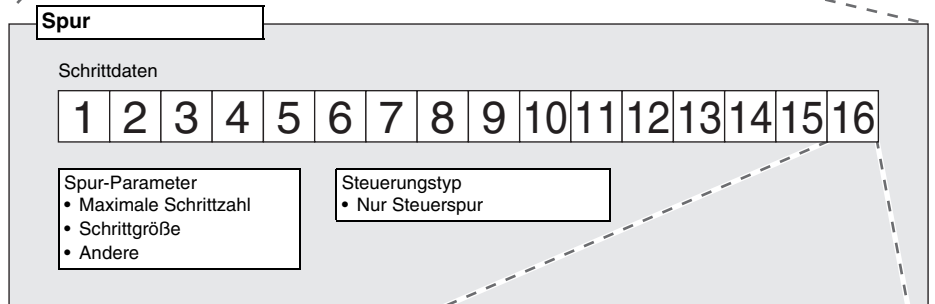 Spur
Schrittdaten
1 2 3 4 5 6 7 8 9 10 11 12 13 14 15 16
Spur-Parameter
• Maximale Schrittzahl
• Schrittgröße
• Andere
Steuerungstyp
• Nur Steuerspur